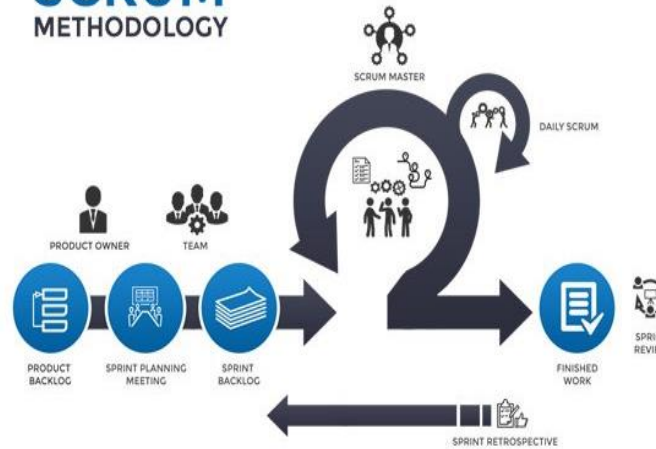 SCRUM
METHODOLOGY
SCRUM MASTER
DAILY SCRUM
PRODUCT OWNER
TEAM
PRODUCT
BACKLOG
SPRINT PLANNING
MEETING
SPRINT
BACKLOG
FINISHED
WORK
SPRINT RETROSPECTIVE